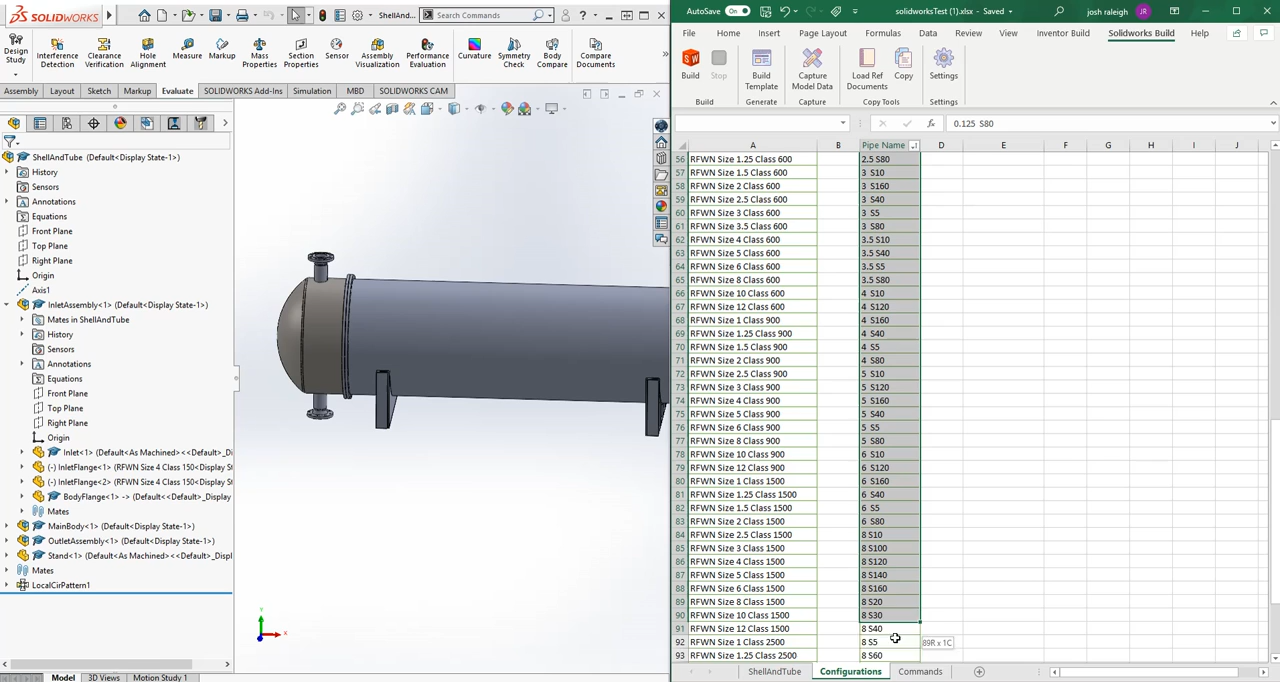 SOLIDWORKS
ShellAnd...
Search Commands
Design Study
Interference Detection
Clearance Verification
Hole Alignment
Measure
Markup
Mass Properties
Section Properties
Sensor
Assembly Visualization
Performance Evaluation
Curvature
Symmetry Check
Compare Documents
Assembly Layout Sketch Markup Evaluate SOLIDWORKS Add-Ins Simulation MBD SOLIDWORKS CAM
ShellAndTube (Default<Display State-1>)
History
Sensors
Annotations
Equations
Front Plane
Top Plane
Right Plane
Origin
Axis1
InletAssembly<1> (Default<Display State-1>)
Mates in ShellAndTube
History
Sensors
Annotations
Equations
Front Plane
Top Plane
Right Plane
Origin
Inlet<1> (Default<As Machined><<Default>_Di
(-) InletFlange<1> (RFWN Size 4 Class 150<Display St
(-) InletFlange<2> (RFWN Size 4 Class 150<Display St
BodyFlange<1> -> (Default<<Default>_Display
Mates
MainBody<1> (Default<Display State-1>)
OutletAssembly<1> (Default<Display State-1>)
Stand<1> (Default<As Machined><<Default>_Display St
Mates
LocalCirPattern1
Y
X
Model 3D Views Motion Study 1
AutoSave On solidworksTest (1).xlsx - Saved josh raleigh JR
File Home Insert Page Layout Formulas Data Review View Inventor Build Solidworks Build Help
Build
Stop
Build Template
Capture Model Data
Load Ref Documents
Copy
Settings
Build Generate Capture Copy Tools Settings
fx 0.125 S80
A B Pipe Name D E F G H I J
56 RFWN Size 1.25 Class 600 2.5 S80
57 RFWN Size 1.5 Class 600 3 S10
58 RFWN Size 2 Class 600 3 S160
59 RFWN Size 2.5 Class 600 3 S40
60 RFWN Size 3 Class 600 3 S5
61 RFWN Size 3.5 Class 600 3 S80
62 RFWN Size 4 Class 600 3.5 S10
63 RFWN Size 5 Class 600 3.5 S40
64 RFWN Size 6 Class 600 3.5 S5
65 RFWN Size 8 Class 600 3.5 S80
66 RFWN Size 10 Class 600 4 S10
67 RFWN Size 12 Class 600 4 S120
68 RFWN Size 1 Class 900 4 S160
69 RFWN Size 1.25 Class 900 4 S40
70 RFWN Size 1.5 Class 900 4 S5
71 RFWN Size 2 Class 900 4 S80
72 RFWN Size 2.5 Class 900 5 S10
73 RFWN Size 3 Class 900 5 S120
74 RFWN Size 4 Class 900 5 S160
75 RFWN Size 5 Class 900 5 S40
76 RFWN Size 6 Class 900 5 S5
77 RFWN Size 8 Class 900 5 S80
78 RFWN Size 10 Class 900 6 S10
79 RFWN Size 12 Class 900 6 S120
80 RFWN Size 1 Class 1500 6 S160
81 RFWN Size 1.25 Class 1500 6 S40
82 RFWN Size 1.5 Class 1500 6 S5
83 RFWN Size 2 Class 1500 6 S80
84 RFWN Size 2.5 Class 1500 8 S10
85 RFWN Size 3 Class 1500 8 S100
86 RFWN Size 4 Class 1500 8 S120
87 RFWN Size 5 Class 1500 8 S140
88 RFWN Size 6 Class 1500 8 S160
89 RFWN Size 8 Class 1500 8 S20
90 RFWN Size 10 Class 1500 8 S30
91 RFWN Size 12 Class 1500 8 S40
92 RFWN Size 1 Class 2500 8 S5
93 RFWN Size 1.25 Class 2500 8 S60
89R x 1C
ShellAndTube Configurations Commands